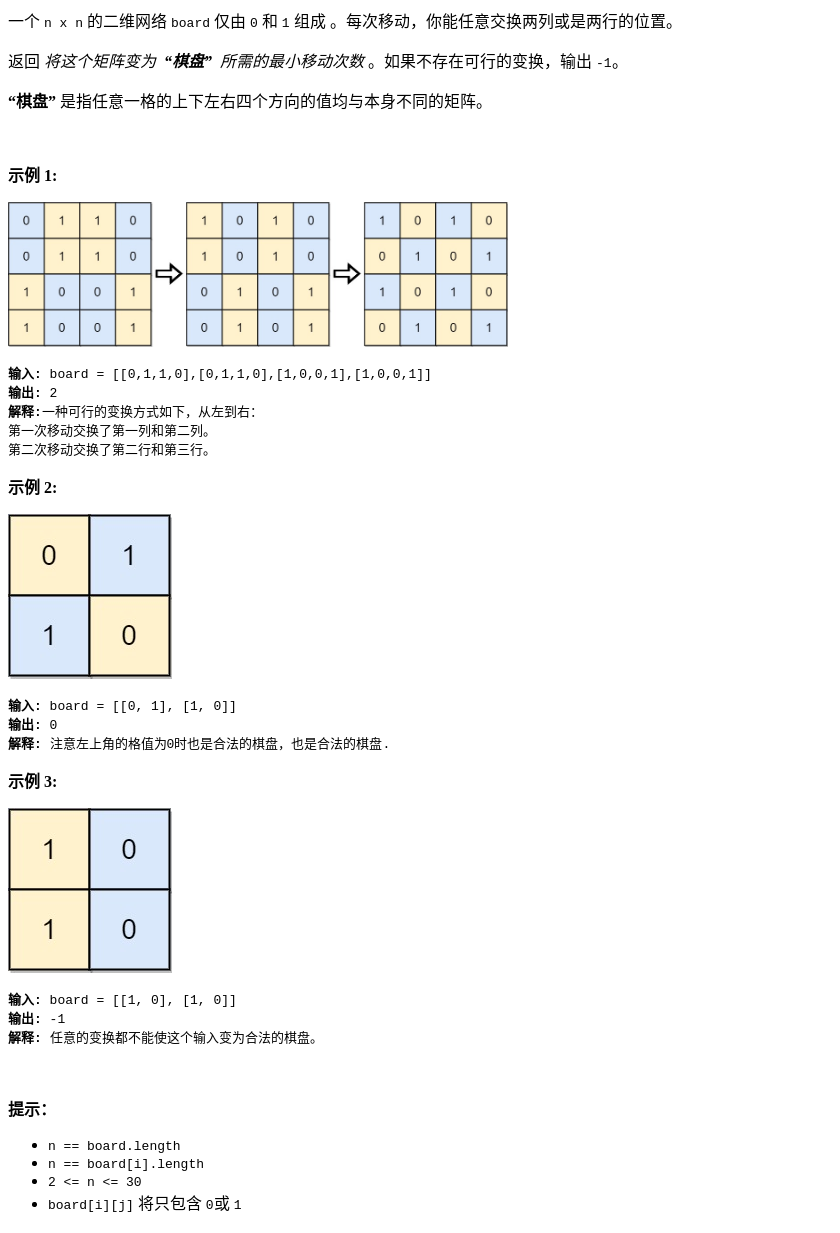 一个 n x n 的二维网络 board 仅由 0 和 1 组成 。每次移动，你能任意交换两列或是两行的位置。
返回 将这个矩阵变为 “棋盘” 所需的最小移动次数 。如果不存在可行的变换，输出 -1。
“棋盘” 是指任意一格的上下左右四个方向的值均与本身不同的矩阵。
示例 1:
0 1 1 0 1 0 1 0 1 0 1 0
0 1 1 0 1 0 1 0 0 1 0 1
1 0 0 1 0 1 0 1 1 0 1 0
1 0 0 1 0 1 0 1 0 1 0 1
输入: board = [[0,1,1,0],[0,1,1,0],[1,0,0,1],[1,0,0,1]]
输出: 2
解释:一种可行的变换方式如下，从左到右：
第一次移动交换了第一列和第二列。
第二次移动交换了第二行和第三行。
示例 2:
0 1
1 0
输入: board = [[0, 1], [1, 0]]
输出: 0
解释: 注意左上角的格值为0时也是合法的棋盘，也是合法的棋盘.
示例 3:
1 0
1 0
输入: board = [[1, 0], [1, 0]]
输出: -1
解释: 任意的变换都不能使这个输入变为合法的棋盘。
提示：
n == board.length
n == board[i].length
2 <= n <= 30
board[i][j] 将只包含 0或 1